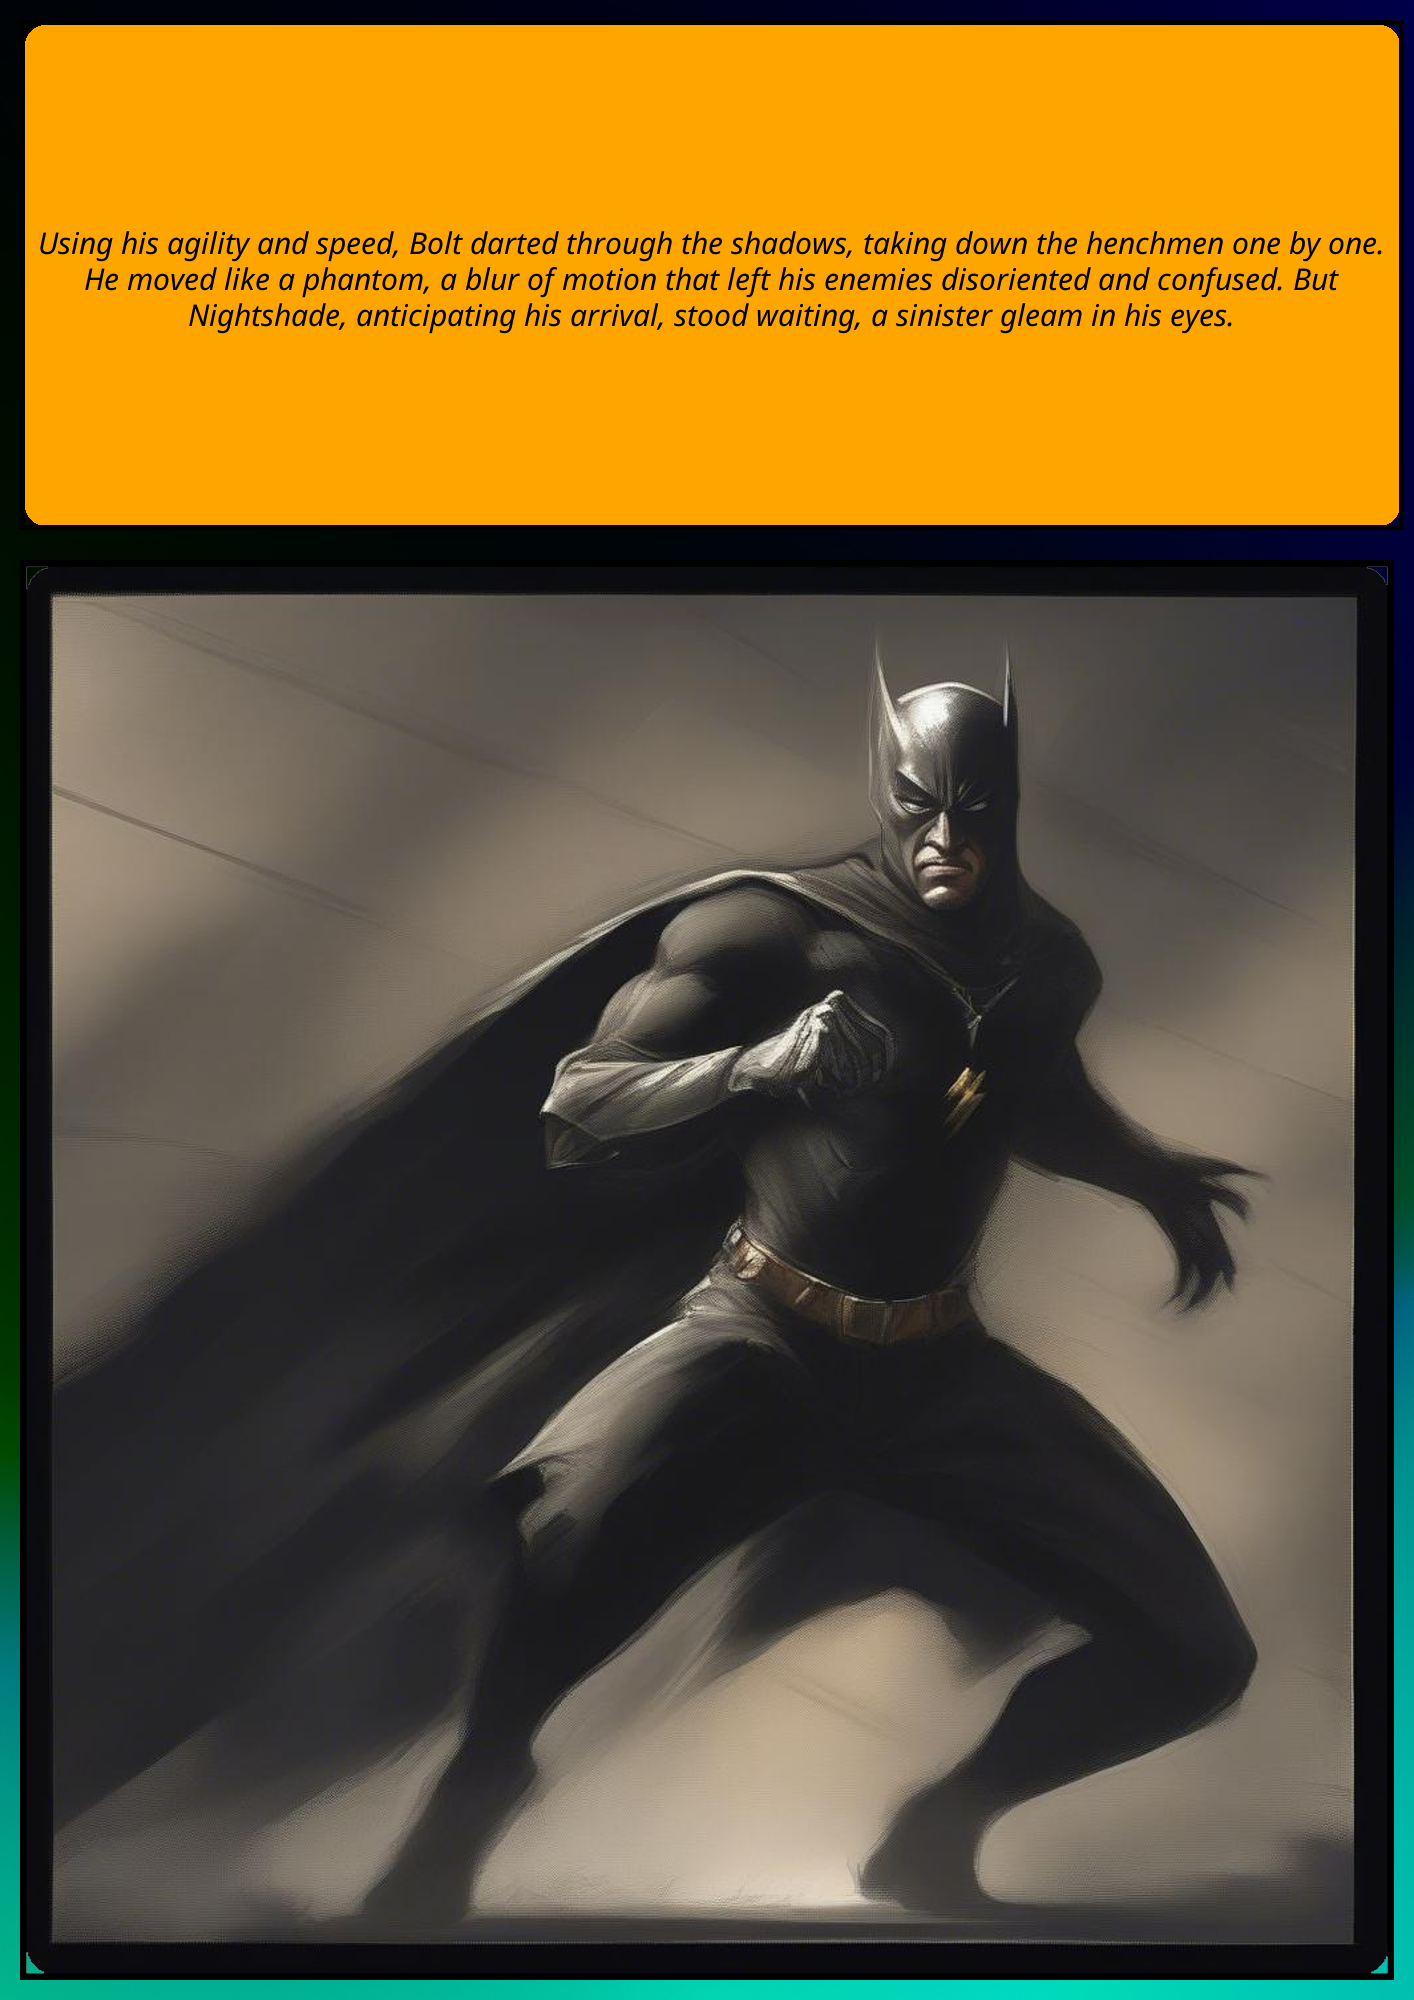 Using his agility and speed, Bolt darted through the shadows, taking down the henchmen one by one.
He moved like a phantom, a blur of motion that left his enemies disoriented and confused. But
Nightshade, anticipating his arrival, stood waiting, a sinister gleam in his eyes.